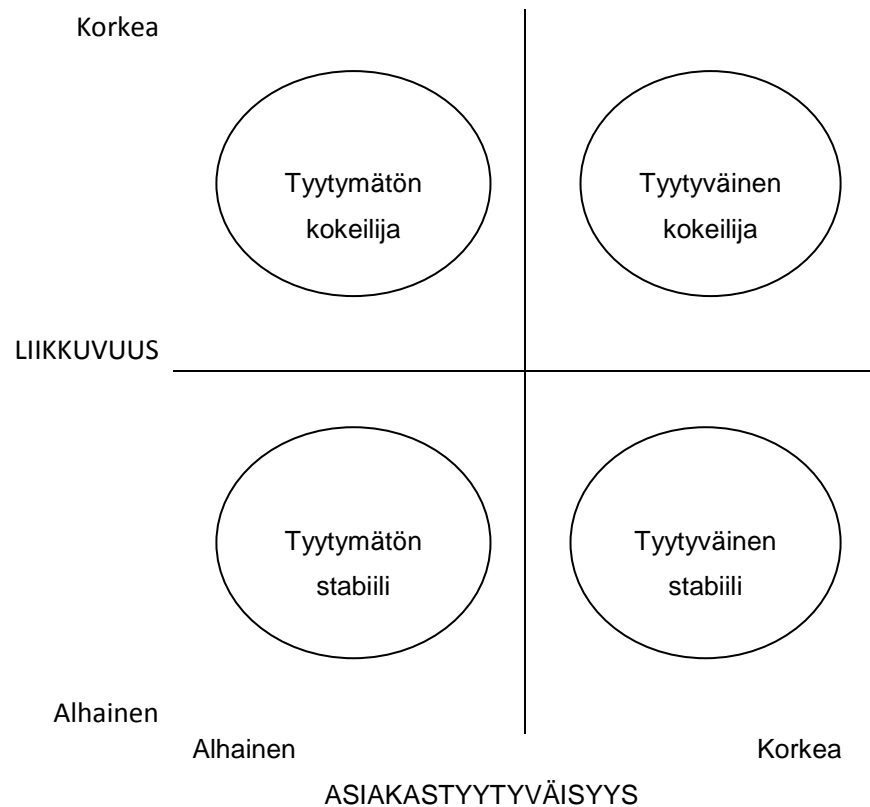 Korkea
Tyytymätön
kokeilija
Tyytyväinen
kokeilija
LIIKKUVUUS
Tyytymätön
stabiili
Tyytyväinen
stabiili
Alhainen
Alhainen
Korkea
ASIAKASTYYTYVÄISYYS